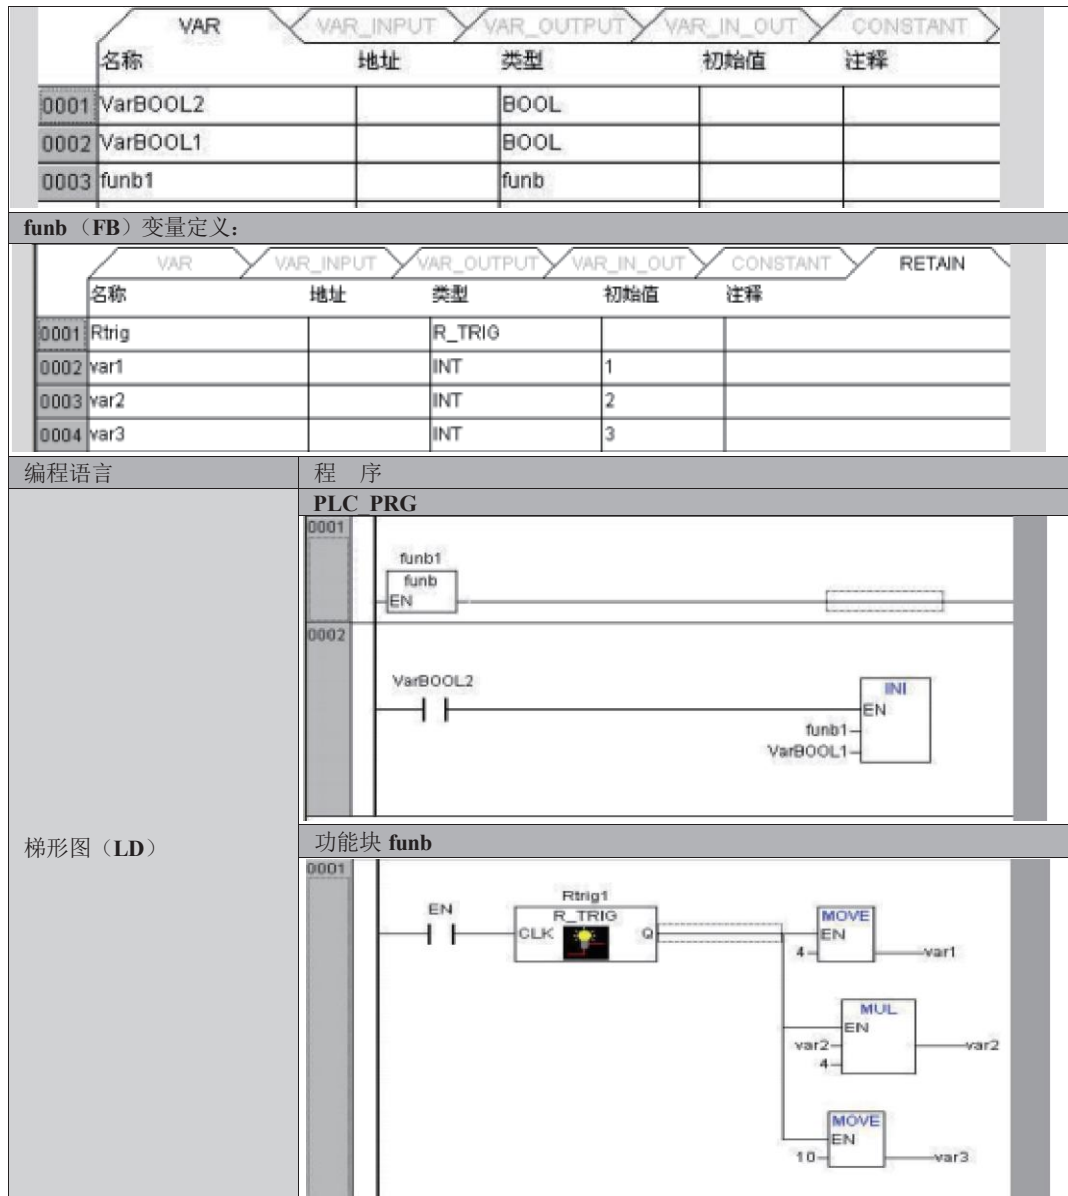 VAR VAR_INPUT VAR_OUTPUT VAR_IN_OUT CONSTANT
名称 地址 类型 初始值 注释
0001 VarBOOL2 BOOL
0002 VarBOOL1 BOOL
0003 funb1 funb
funb（FB）变量定义：
VAR VAR_INPUT VAR_OUTPUT VAR_IN_OUT CONSTANT RETAIN
名称 地址 类型 初始值 注释
0001 Rtrig R_TRIG
0002 var1 INT 1
0003 var2 INT 2
0004 var3 INT 3
编程语言 程 序
PLC_PRG
0001
funb1
funb
EN
0002
VarBOOL2
INI
EN
funb1
VarBOOL1
梯形图（LD）
功能块 funb
0001
Rtrig1
EN R_TRIG MOVE
CLK Q EN
4 var1
MUL
EN
var2 var2
4
MOVE
EN
10 var3